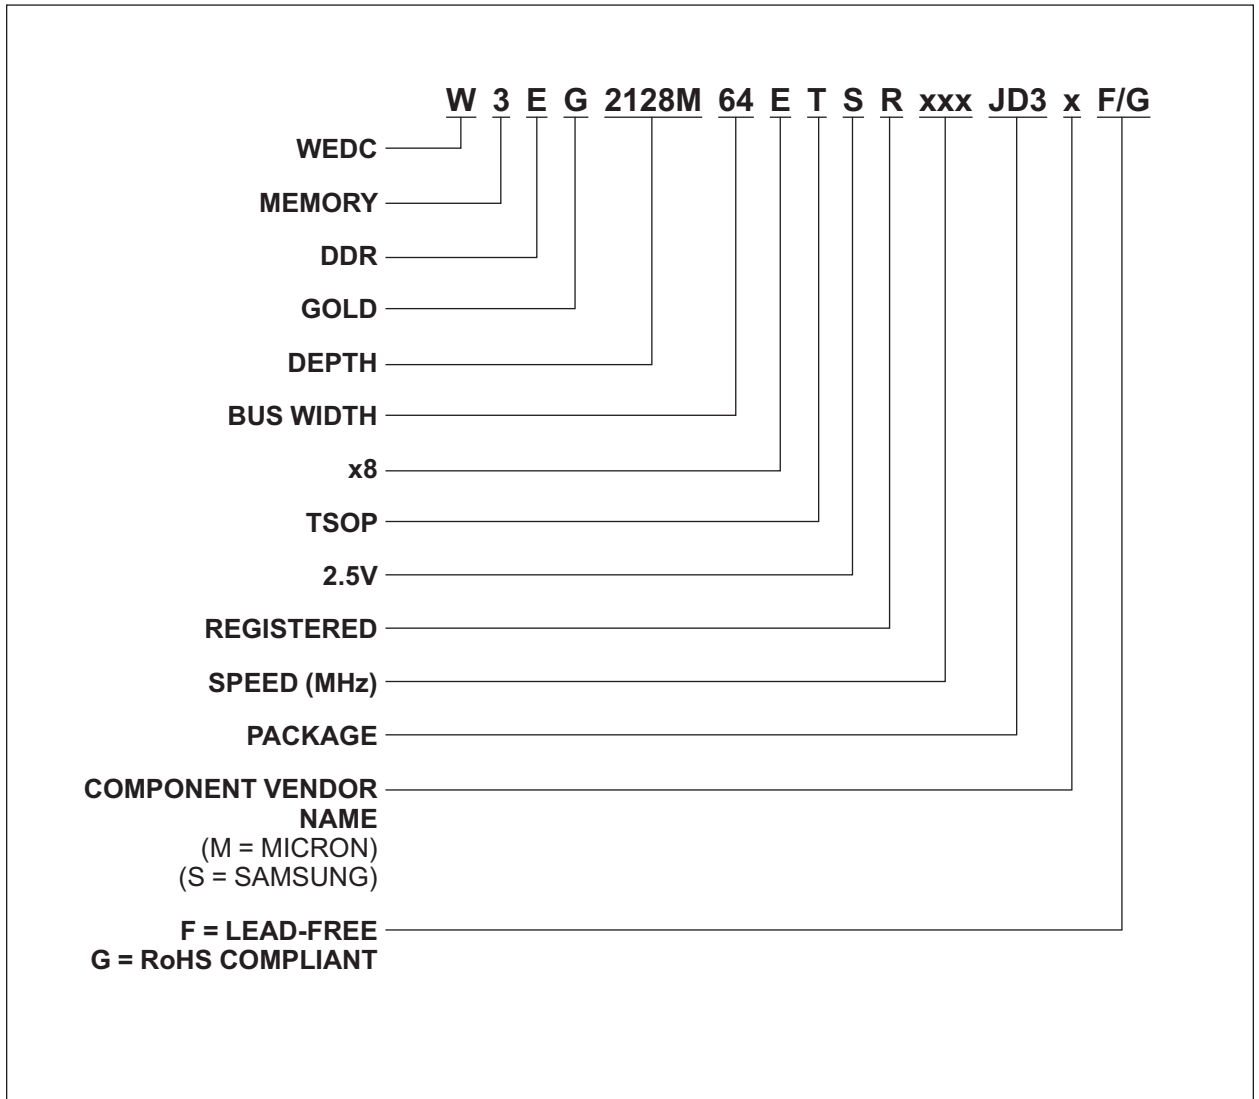 W 3 E G 2128M 64 E T S R xxx JD3 x F/G
WEDC
MEMORY
DDR
GOLD
DEPTH
BUS WIDTH
x8
TSOP
2.5V
REGISTERED
SPEED (MHz)
PACKAGE
COMPONENT VENDOR
NAME
(M = MICRON)
(S = SAMSUNG)
F = LEAD-FREE
G = RoHS COMPLIANT